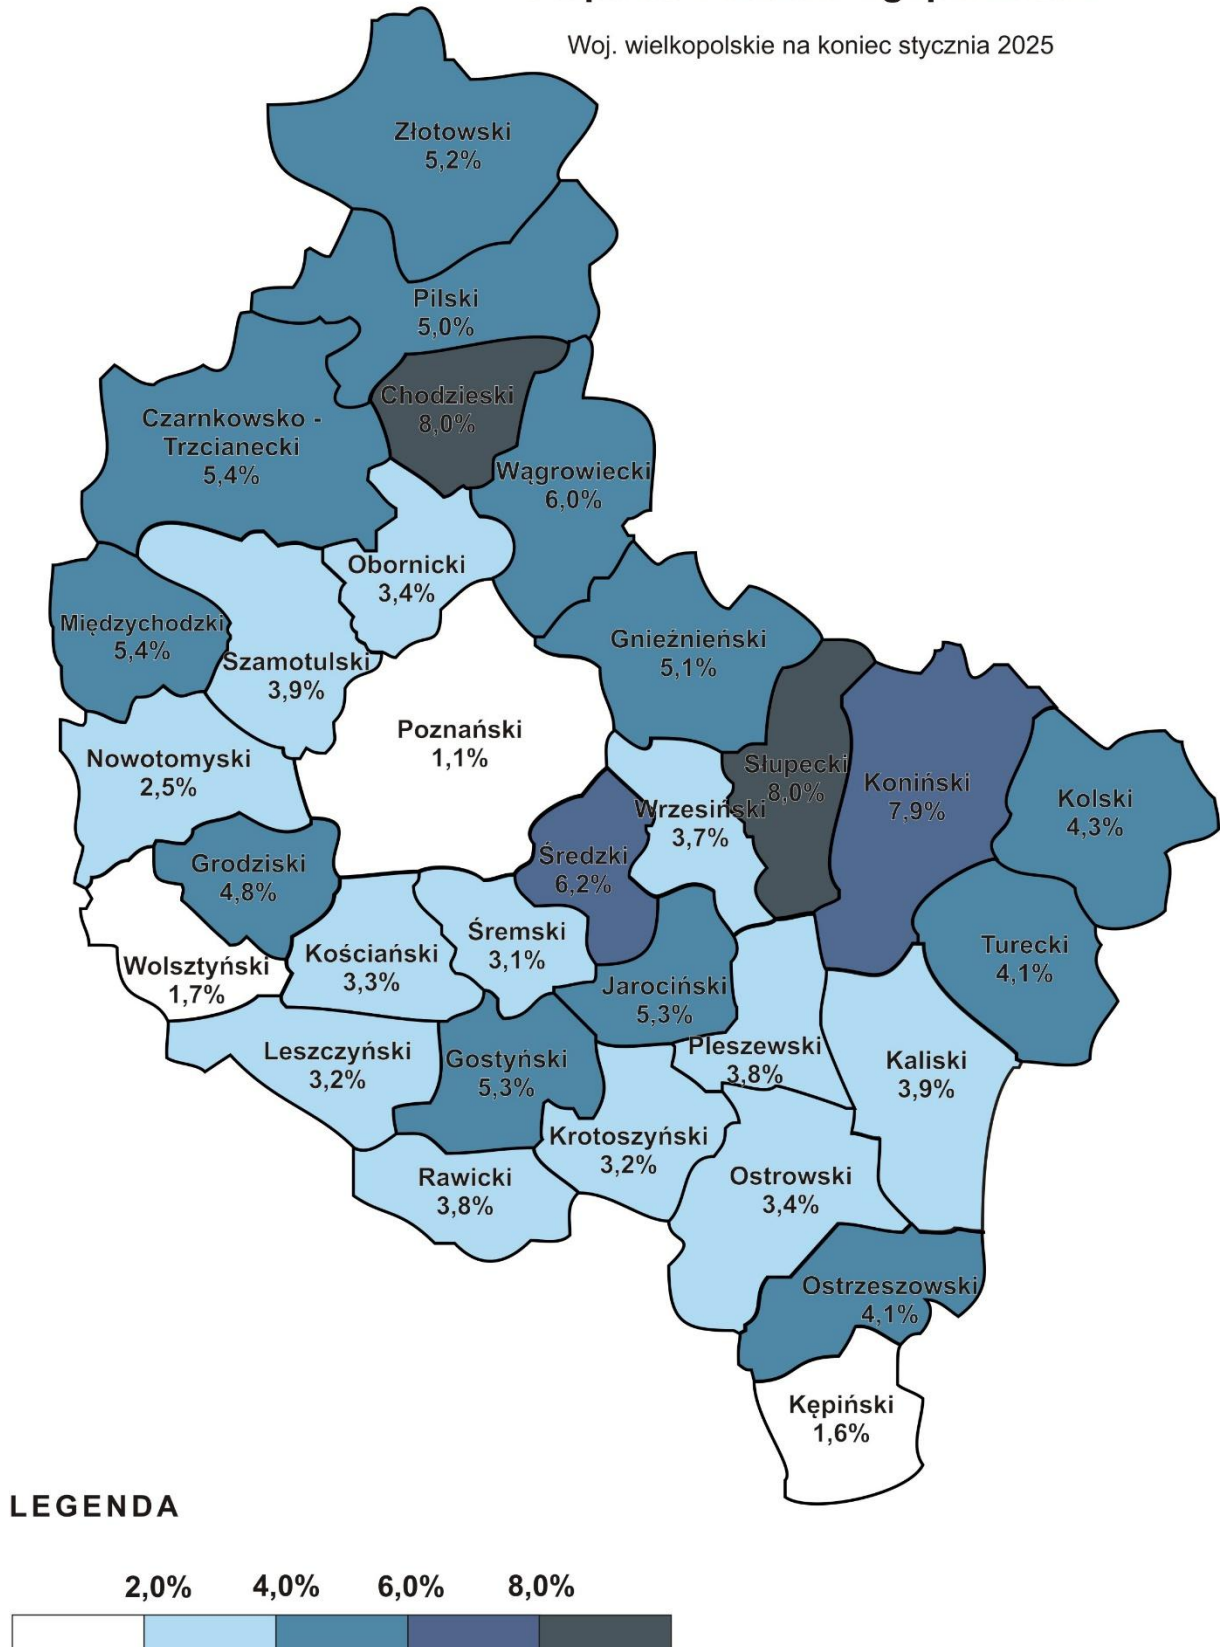 Woj. wielkopolskie na koniec stycznia 2025
Złotowski
5,2%
Pilski
5,0%
Chodzieski
8,0%
Czarnkowsko -
Trzcianecki
5,4%
Wągrowiecki
6,0%
Obornicki
3,4%
Międzychodzki
5,4%
Szamotulski
3,9%
Gnieźnieński
5,1%
Poznański
1,1%
Nowotomyski
2,5%
Słupecki
8,0%
Koniński
7,9%
Kolski
4,3%
Wrzesiński
3,7%
Grodziski
4,8%
Średzki
6,2%
Śremski
3,1%
Kościański
3,3%
Turecki
4,1%
Wolsztyński
1,7%
Jarociński
5,3%
Leszczyński
3,2%
Gostyński
5,3%
Pleszewski
3,8%
Kaliski
3,9%
Krotoszyński
3,2%
Rawicki
3,8%
Ostrowski
3,4%
Ostrzeszowski
4,1%
Kępiński
1,6%
LEGENDA
2,0% 4,0% 6,0% 8,0%